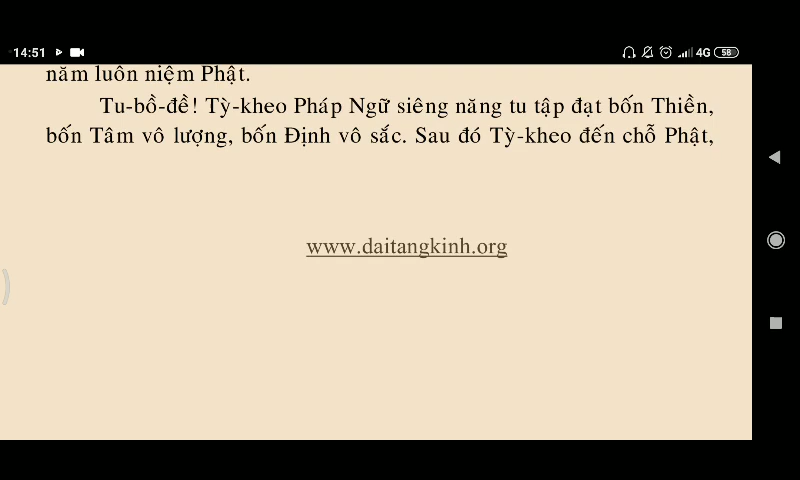 14:51 4G 58
năm luôn niệm Phật.
Tu-bồ-đề! Tỳ-kheo Pháp Ngữ siêng năng tu tập đạt bốn Thiền,
bốn Tâm vô lượng, bốn Định vô sắc. Sau đó Tỳ-kheo đến chỗ Phật,
www.daitangkinh.org